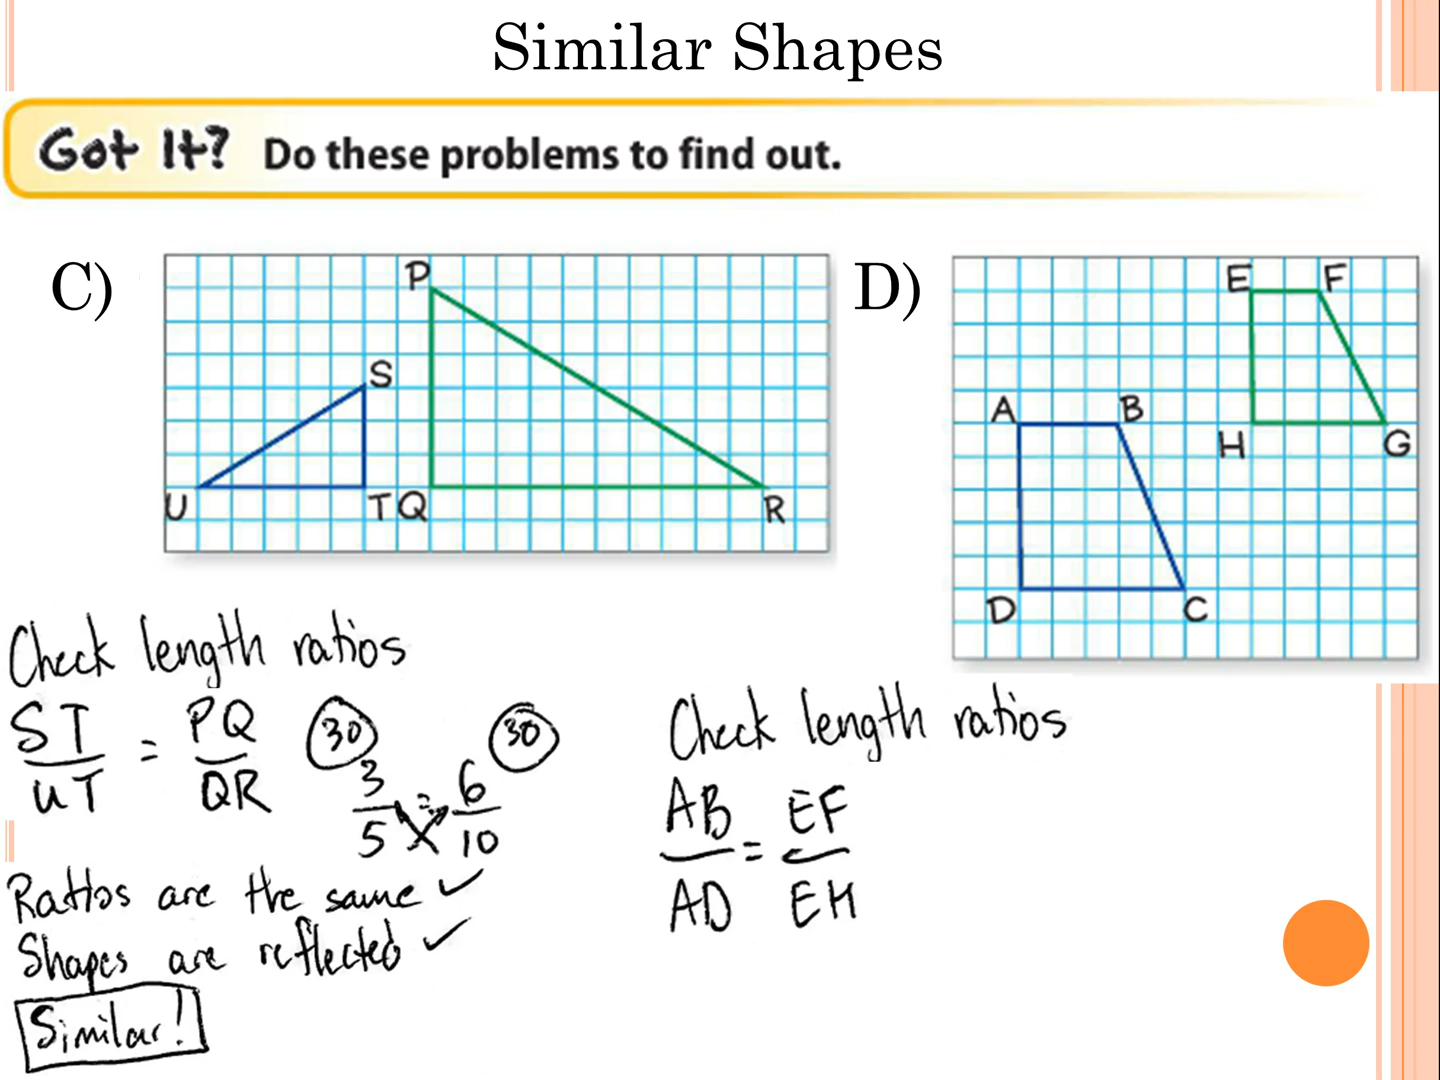 Similar Shapes
Got It? Do these problems to find out.
C)
P
S
U
T Q
R
D)
E F
A B
H
G
D
C
Check length ratios
ST = PQ
UT QR
30 30
3 = 6
5 10
Ratios are the same ✓
Shapes are reflected ✓
Similar!
Check length ratios
AB = EF
AD EH